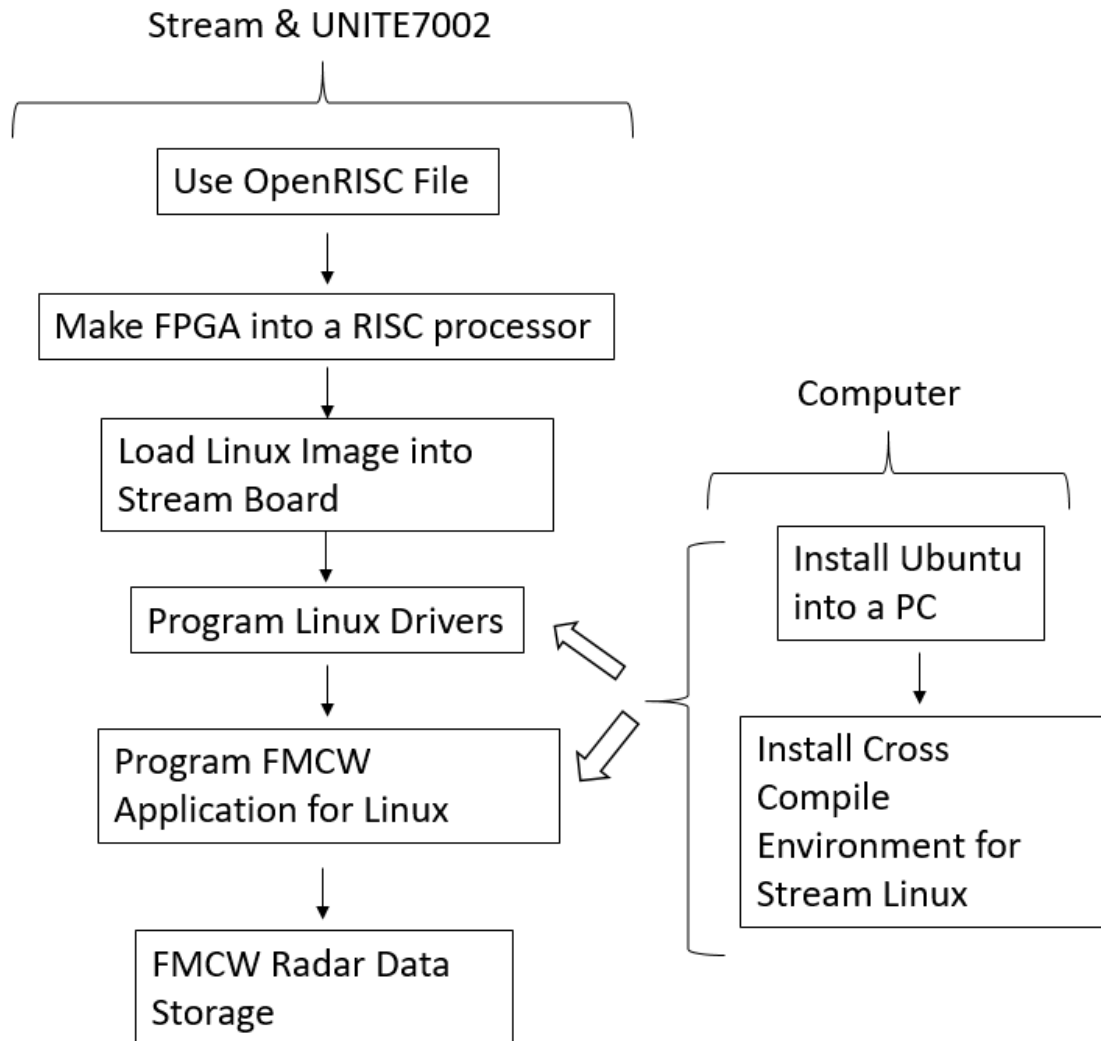 Stream & UNITE7002
Use OpenRISC File
Make FPGA into a RISC processor
Load Linux Image into
Stream Board
Program Linux Drivers
Program FMCW
Application for Linux
FMCW Radar Data
Storage
Computer
Install Ubuntu
into a PC
Install Cross
Compile
Environment for
Stream Linux